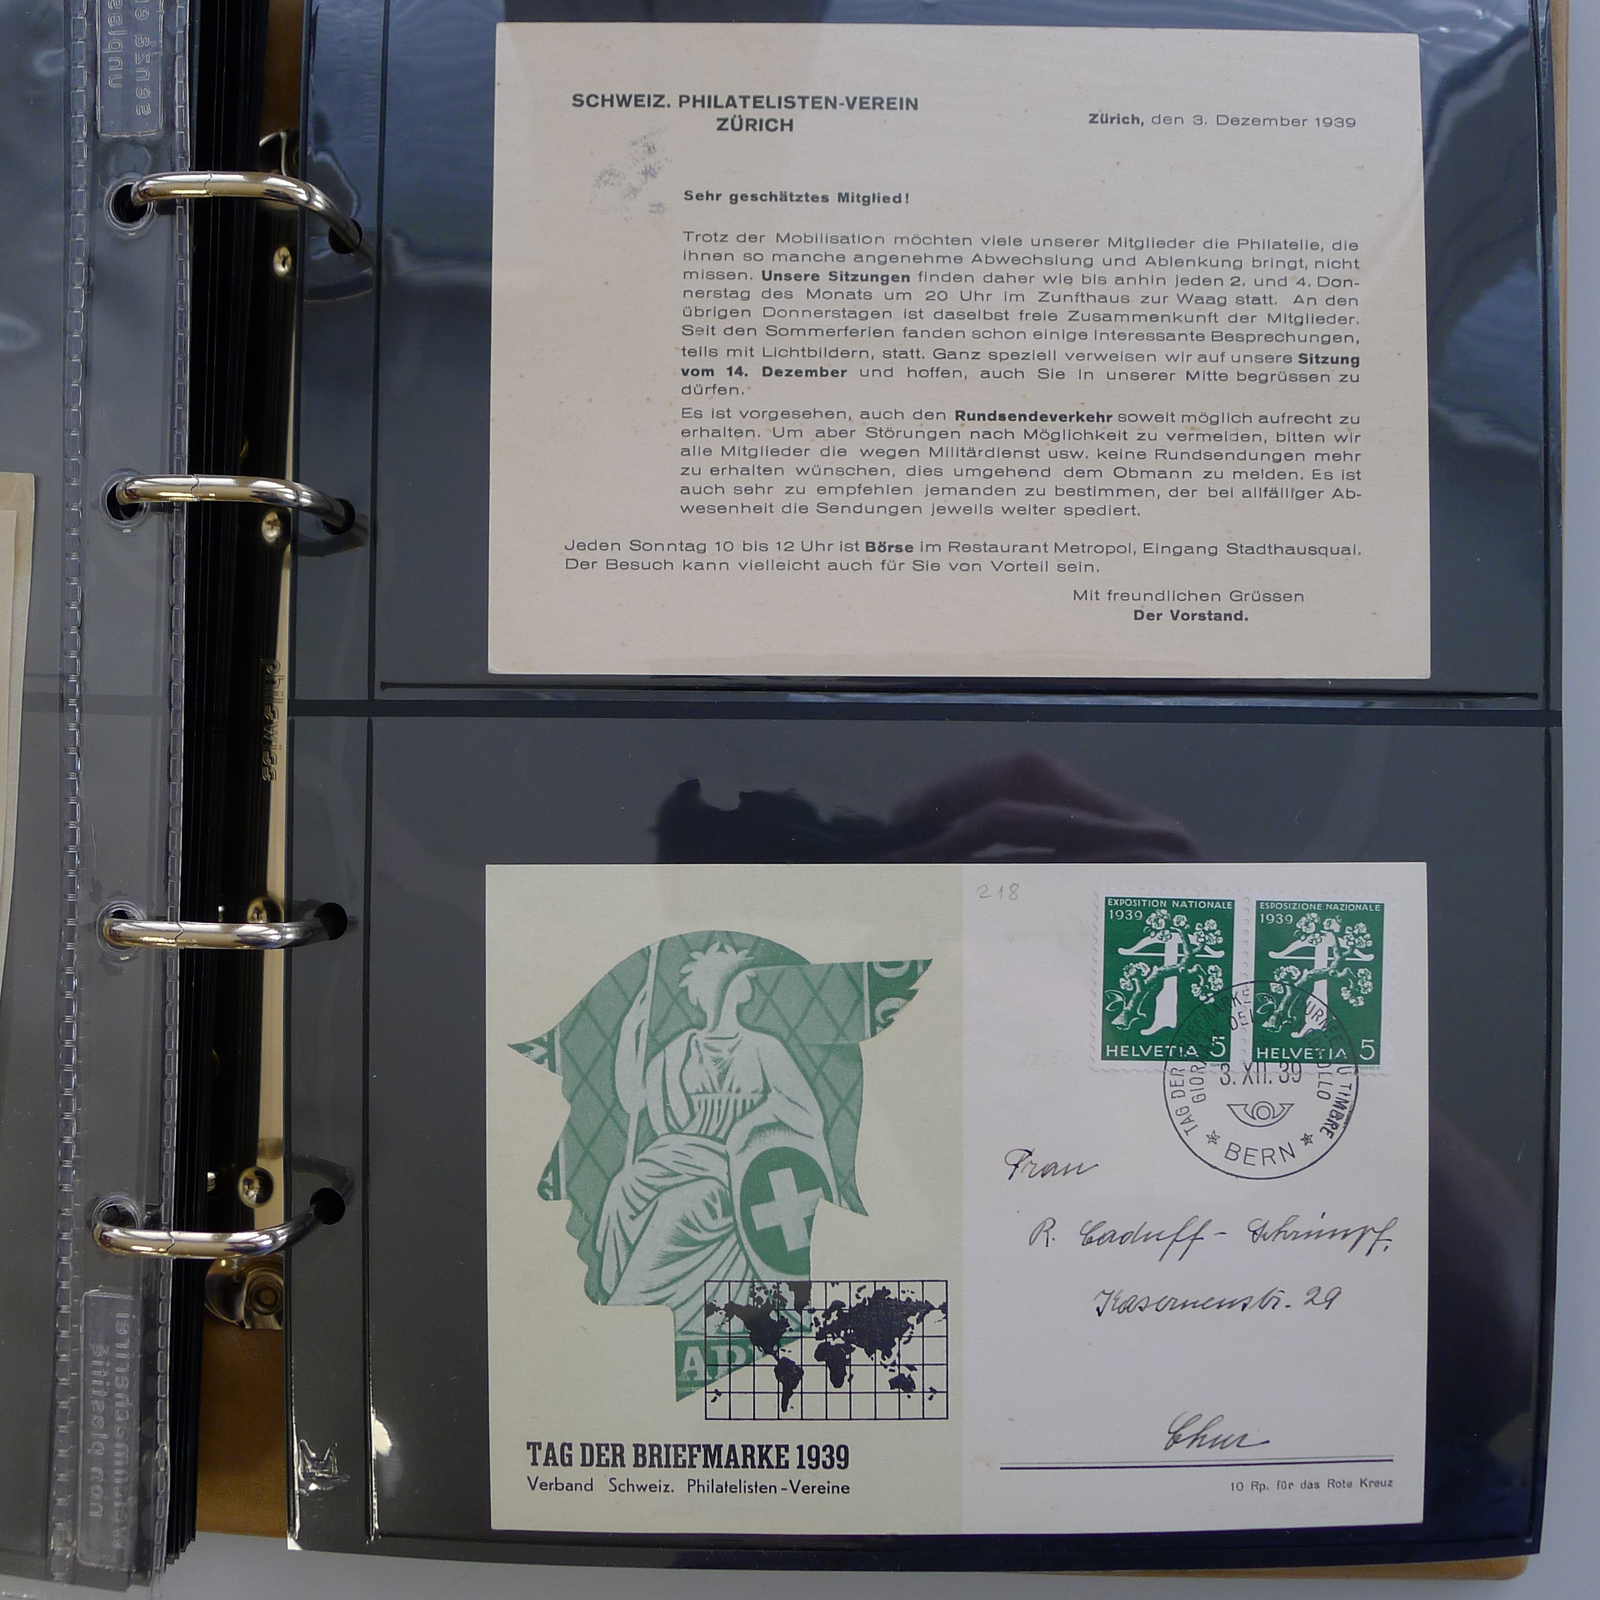 SCHWEIZ. PHILATELISTEN-VEREIN
ZÜRICH
Zürich, den 3. Dezember 1939
Sehr geschätztes Mitglied!
Trotz der Mobilisation möchten viele unserer Mitglieder die Philatelie, die
ihnen so manche angenehme Abwechslung und Ablenkung bringt, nicht
missen. Unsere Sitzungen finden daher wie bis anhin jeden 2. und 4. Don-
nerstag des Monats um 20 Uhr im Zunfthaus zur Waag statt. An den
übrigen Donnerstagen ist daselbst freie Zusammenkunft der Mitglieder.
Seit den Sommerferien fanden schon einige interessante Besprechungen,
teils mit Lichtbildern, statt. Ganz speziell verweisen wir auf unsere Sitzung
vom 14. Dezember und hoffen, auch Sie in unserer Mitte begrüssen zu
dürfen.
Es ist vorgesehen, auch den Rundsendeverkehr soweit möglich aufrecht zu
erhalten. Um aber Störungen nach Möglichkeit zu vermeiden, bitten wir
alle Mitglieder die wegen Militärdienst usw. keine Rundsendungen mehr
zu erhalten wünschen, dies umgehend dem Obmann zu melden. Es ist
auch sehr zu empfehlen jemanden zu bestimmen, der bei allfälliger Ab-
wesenheit die Sendungen jeweils weiter spediert.
Jeden Sonntag 10 bis 12 Uhr ist Börse im Restaurant Metropol, Eingang Stadthausquai.
Der Besuch kann vielleicht auch für Sie von Vorteil sein.
Mit freundlichen Grüssen
Der Vorstand.
218
EXPOSITION NATIONALE
1939
HELVETIA 5
ESPOSIZIONE NAZIONALE
1939
HELVETIA 5
TAG DER
TIMBRE
3. XII. 39
BERN
Frau
R. Caduff - Schrimpf.
Kasernenstr. 29
Chur
10 Rp. für das Rote Kreuz
TAG DER BRIEFMARKE 1939
Verband Schweiz. Philatelisten-Vereine